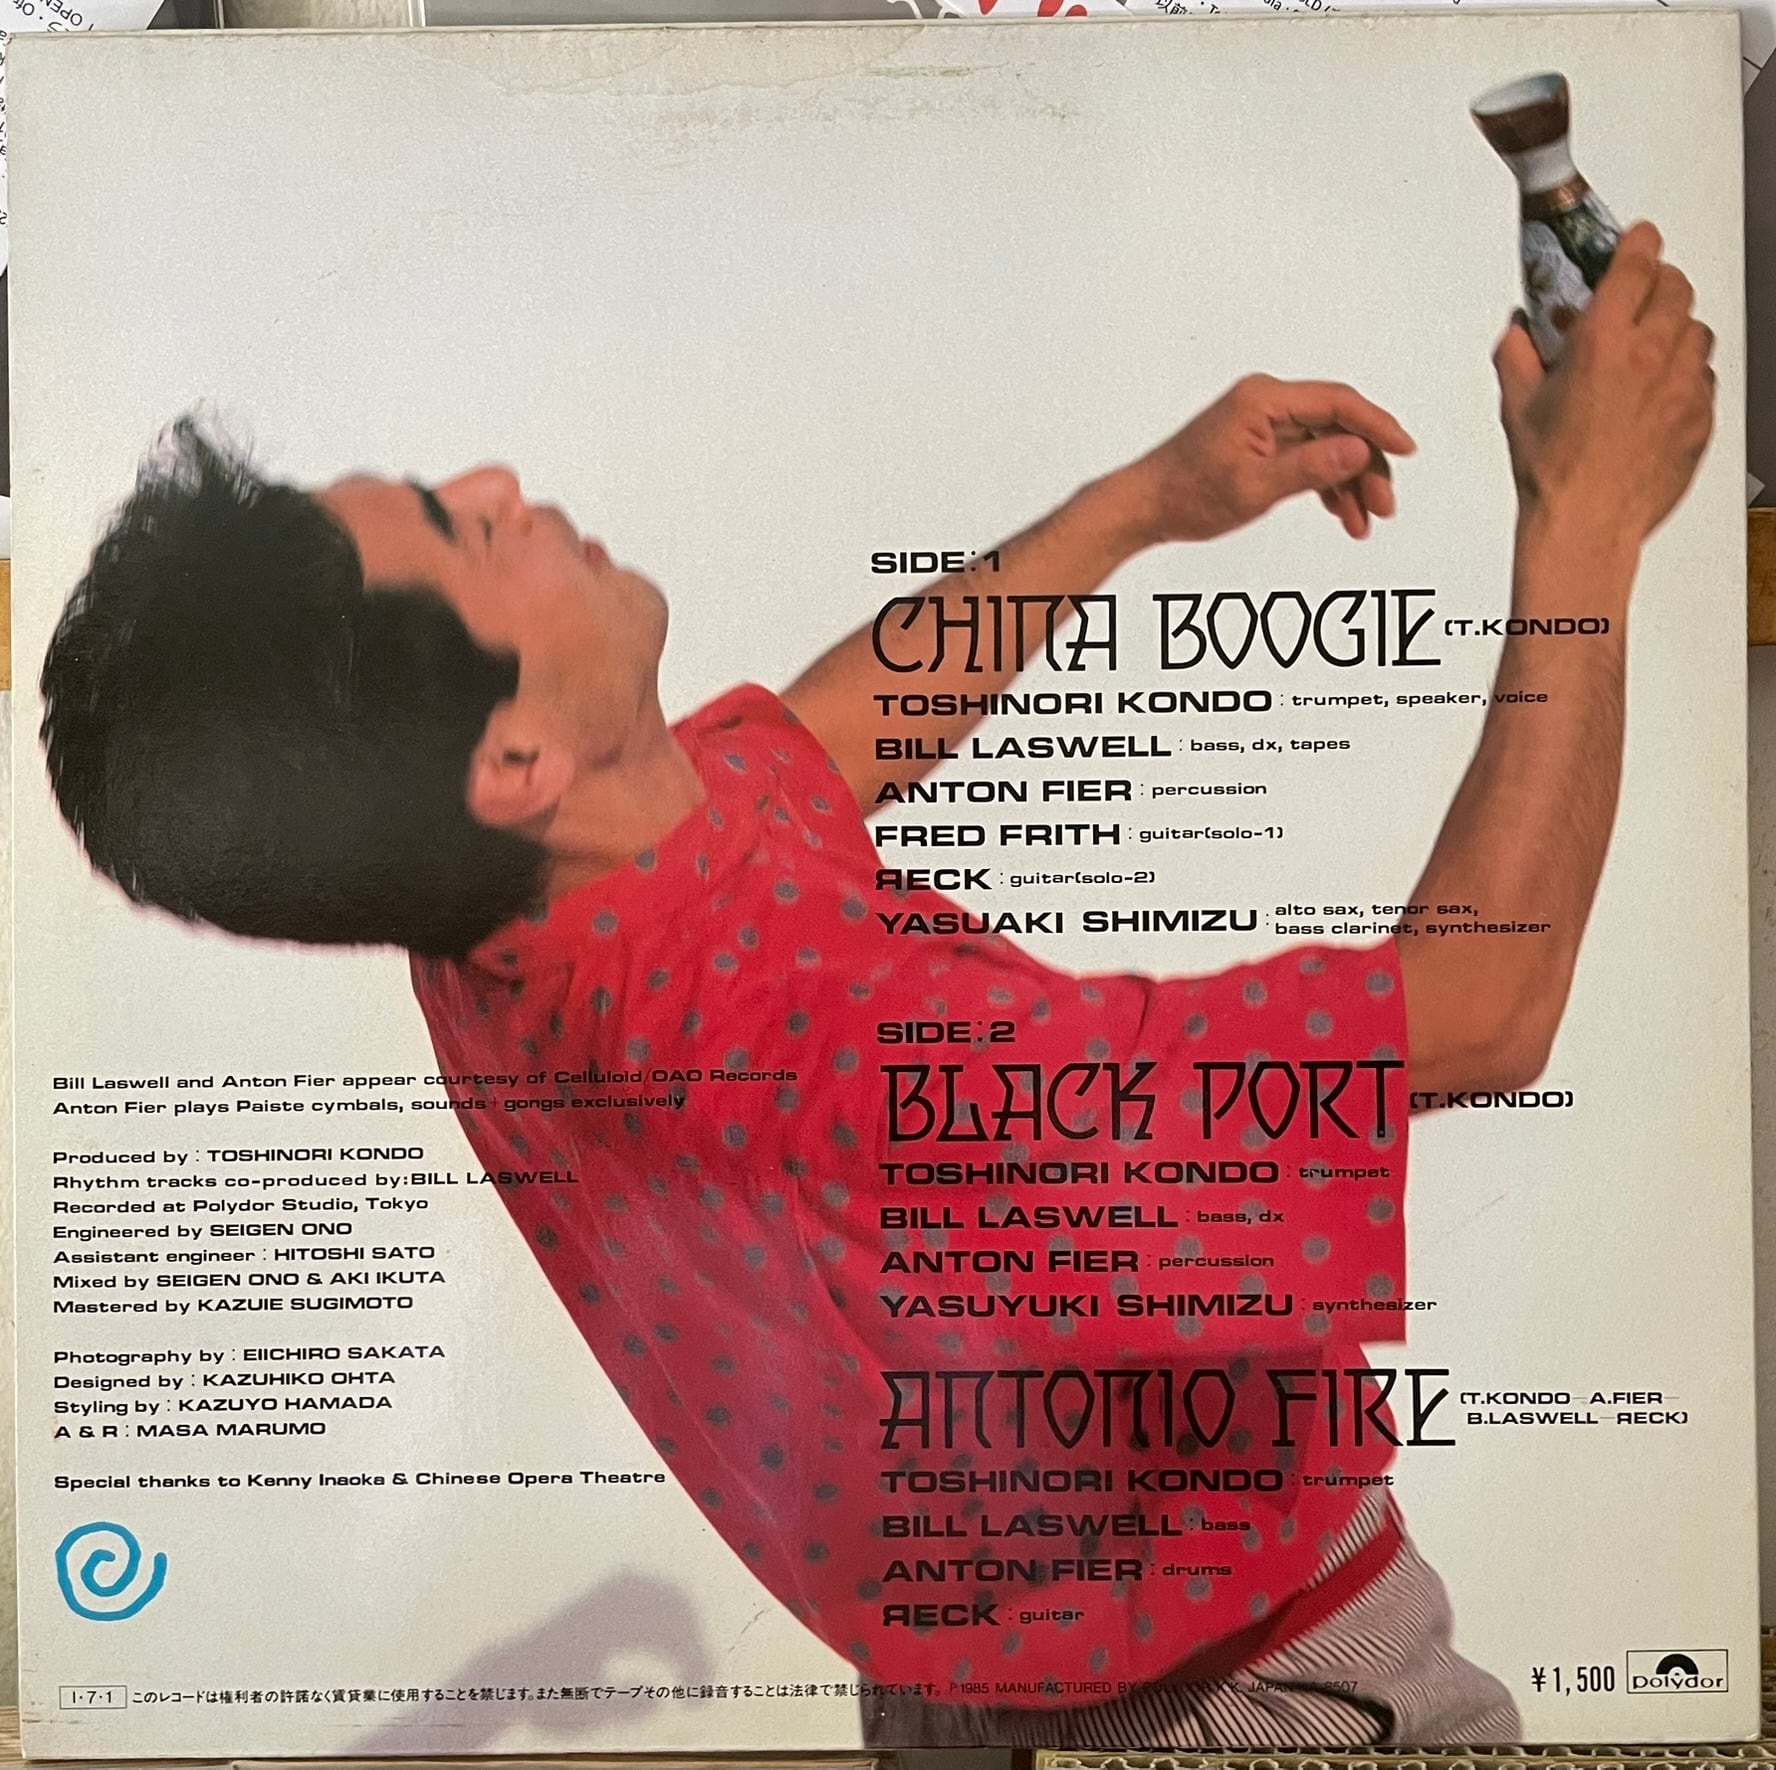 SIDE:1
CHINA BOOGIE (T.KONDO)
TOSHINORI KONDO : trumpet, speaker, voice
BILL LASWELL : bass, dx, tapes
ANTON FIER : percussion
FRED FRITH : guitar(solo-1)
ЯECK : guitar(solo-2)
YASUAKI SHIMIZU : alto sax, tenor sax,
bass clarinet, synthesizer
SIDE:2
BLACK PORT (T.KONDO)
TOSHINORI KONDO : trumpet
BILL LASWELL : bass, dx
ANTON FIER : percussion
YASUYUKI SHIMIZU : synthesizer
ANTONIO FIRE (T.KONDO—A.FIER—
B.LASWELL—ЯECK)
TOSHINORI KONDO : trumpet
BILL LASWELL : bass
ANTON FIER : drums
ЯECK : guitar
Bill Laswell and Anton Fier appear courtesy of Celluloid/OAO Records
Anton Fier plays Paiste cymbals, sounds+gongs exclusively
Produced by : TOSHINORI KONDO
Rhythm tracks co-produced by:BILL LASWELL
Recorded at Polydor Studio, Tokyo
Engineered by SEIGEN ONO
Assistant engineer : HITOSHI SATO
Mixed by SEIGEN ONO & AKI IKUTA
Mastered by KAZUIE SUGIMOTO
Photography by : EIICHIRO SAKATA
Designed by : KAZUHIKO OHTA
Styling by : KAZUYO HAMADA
A & R : MASA MARUMO
Special thanks to Kenny Inaoka & Chinese Opera Theatre
I·7·1 このレコードは権利者の許諾なく賃貸業に使用することを禁じます。また無断でテープその他に録音することは法律で禁じられています。 ℗1985 MANUFACTURED BY POLYDOR K.K. JAPAN 8507
¥1,500 polydor